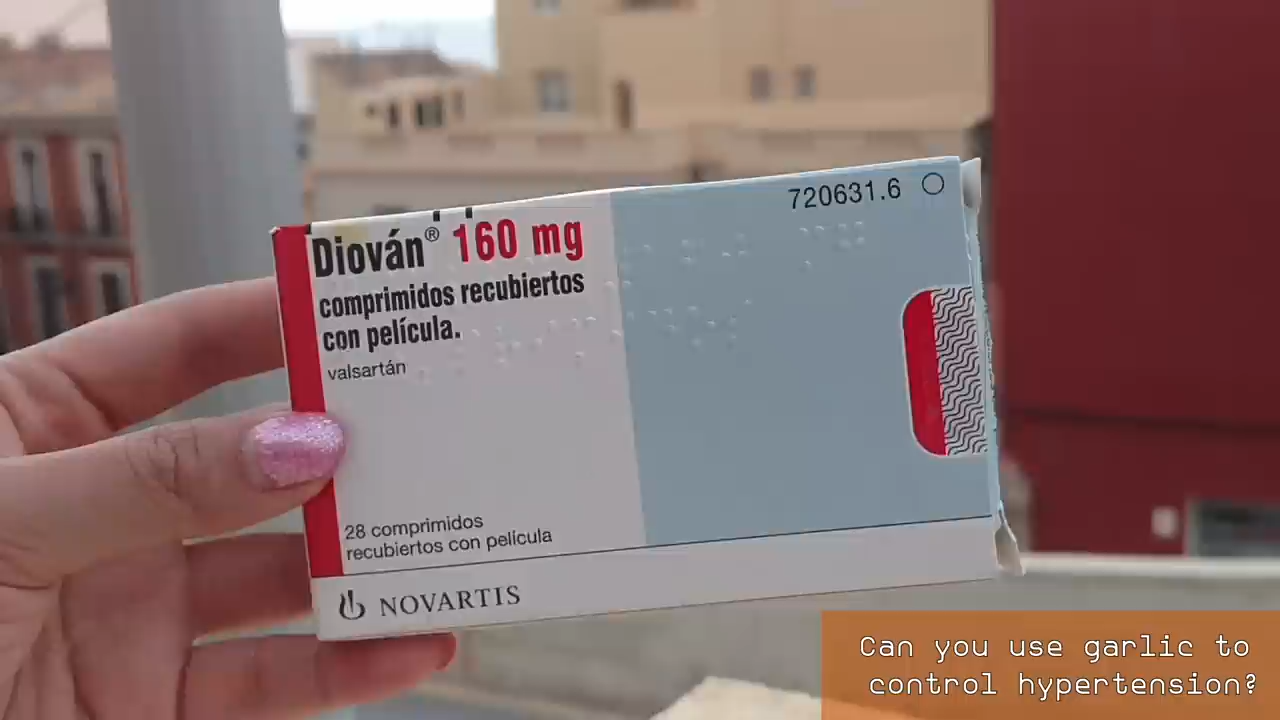 Diován® 160 mg
comprimidos recubiertos
con película.
valsartán
720631.6
28 comprimidos
recubiertos con película
NOVARTIS
Can you use garlic to
control hypertension?